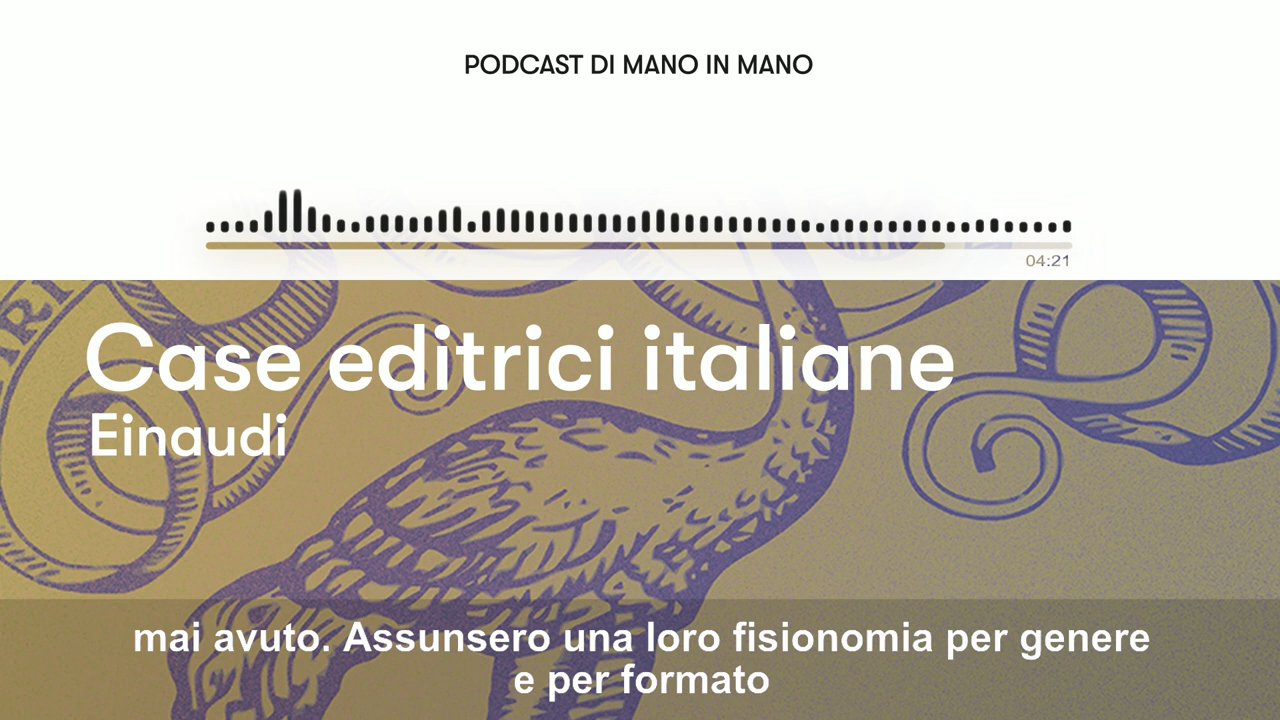 PODCAST DI MANO IN MANO
04:21
Case editrici italiane
Einaudi
mai avuto. Assunsero una loro fisionomia per genere
e per formato